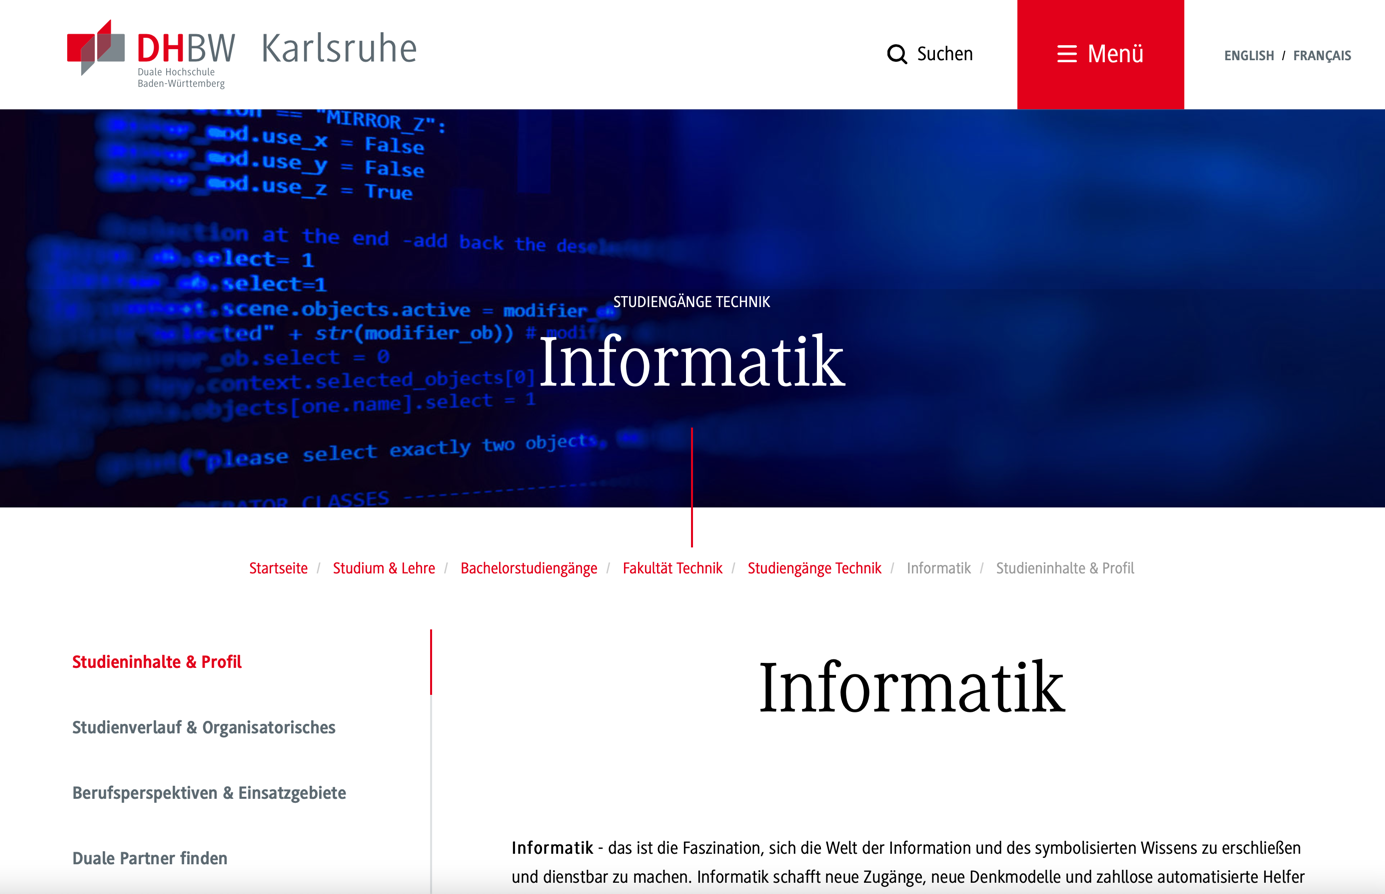 DHBW Karlsruhe
Duale Hochschule
Baden-Württemberg
Suchen
Menü
ENGLISH / FRANÇAIS
== "MIRROR_Z":
mod.use_x = False
_mod.use_y = False
_mod.use_z = True
at the end -add back the
select= 1
ob.select=1
.scene.objects.active = modifier_ob
" + str(modifier_ob)) # modif
_ob.select = 0
.context.selected_objects[0]
.objects[one.name].select = 1
("please select exactly two objects,
CLASSES ----
STUDIENGÄNGE TECHNIK
Informatik
Startseite / Studium & Lehre / Bachelorstudiengänge / Fakultät Technik / Studiengänge Technik / Informatik / Studieninhalte & Profil
Studieninhalte & Profil
Studienverlauf & Organisatorisches
Berufsperspektiven & Einsatzgebiete
Duale Partner finden
Informatik
Informatik - das ist die Faszination, sich die Welt der Information und des symbolisierten Wissens zu erschließen
und dienstbar zu machen. Informatik schafft neue Zugänge, neue Denkmodelle und zahllose automatisierte Helfer